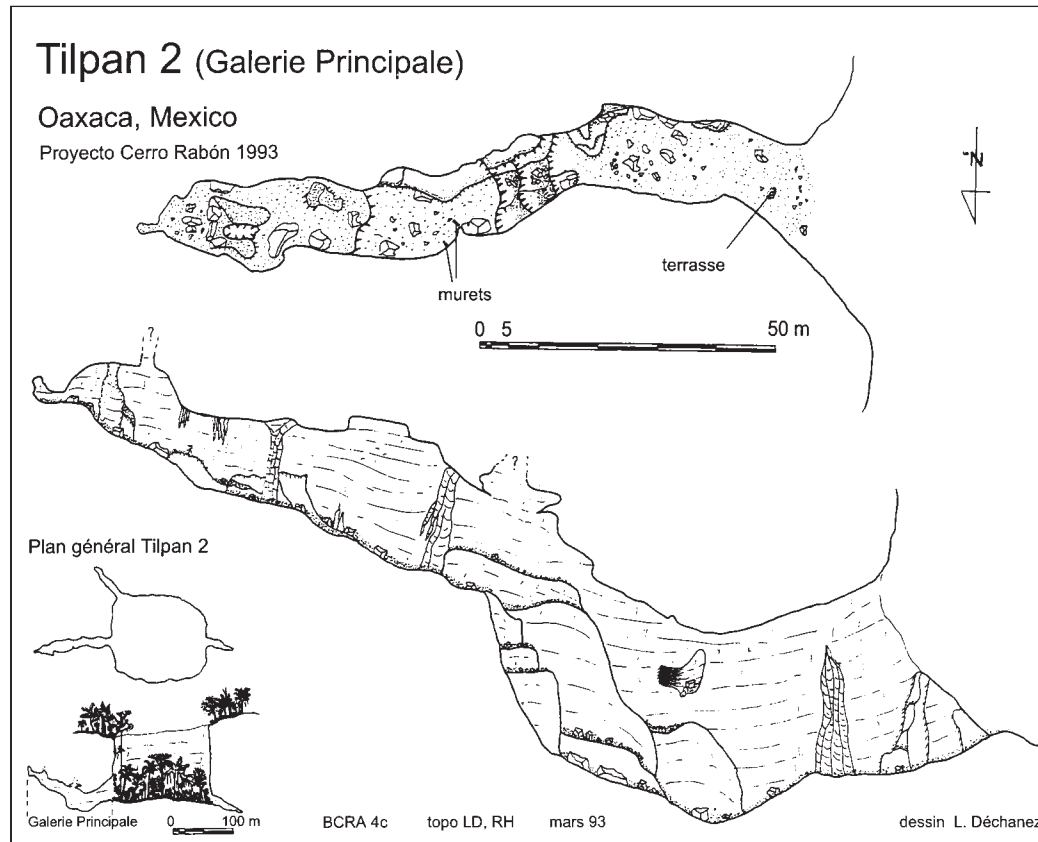 Tilpan 2 (Galerie Principale)
Oaxaca, Mexico
Proyecto Cerro Rabón 1993
N
terrasse
murets
0 5 50 m
?
?
Plan général Tilpan 2
Galerie Principale
0 100 m
BCRA 4c topo LD, RH mars 93 dessin L. Déchanez